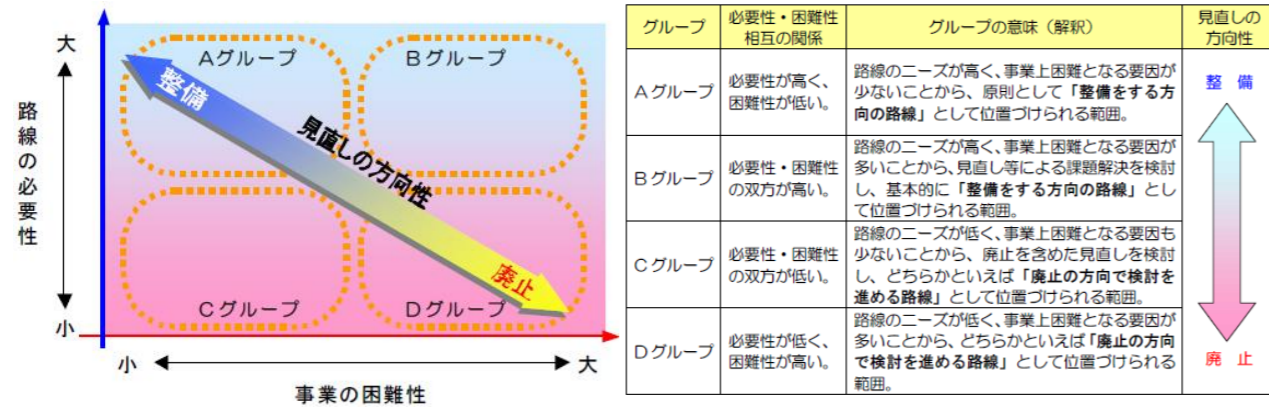 大
路線の必要性
小
Aグループ
Bグループ
整備
見直しの方向性
廃止
Cグループ
Dグループ
小
大
事業の困難性
グループ
必要性・困難性
相互の関係
グループの意味（解釈）
見直しの
方向性
Aグループ
必要性が高く、
困難性が低い。
路線のニーズが高く、事業上困難となる要因が
少ないことから、原則として「整備をする方
向の路線」として位置づけられる範囲。
整　備
Bグループ
必要性・困難性
の双方が高い。
路線のニーズが高く、事業上困難となる要因が
多いことから、見直し等による課題解決を検討
し、基本的に「整備をする方向の路線」とし
て位置づけられる範囲。
Cグループ
必要性・困難性
の双方が低い。
路線のニーズが低く、事業上困難となる要因も
少ないことから、廃止を含めた見直しを検討
し、どちらかといえば「廃止の方向で検討を
進める路線」として位置づけられる範囲。
Dグループ
必要性が低く、
困難性が高い。
路線のニーズが低く、事業上困難となる要因が
多いことから、どちらかといえば「廃止の方向
で検討を進める路線」として位置づけられる
範囲。
廃　止